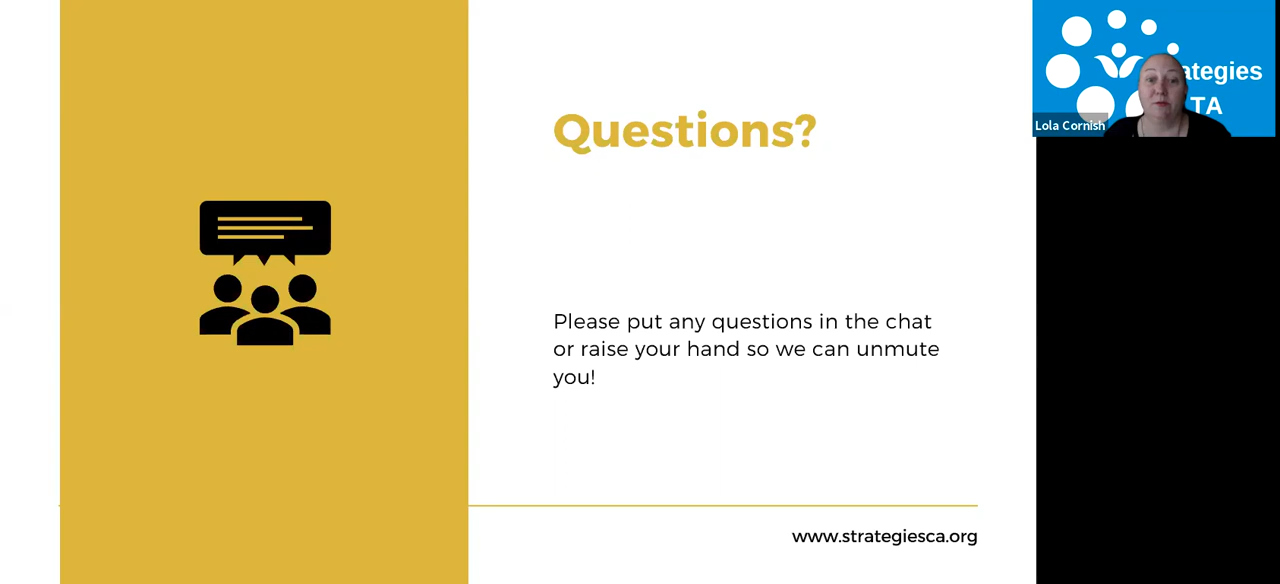 Questions?
Please put any questions in the chat
or raise your hand so we can unmute
you!
www.strategiesca.org
TA
Lola Cornish